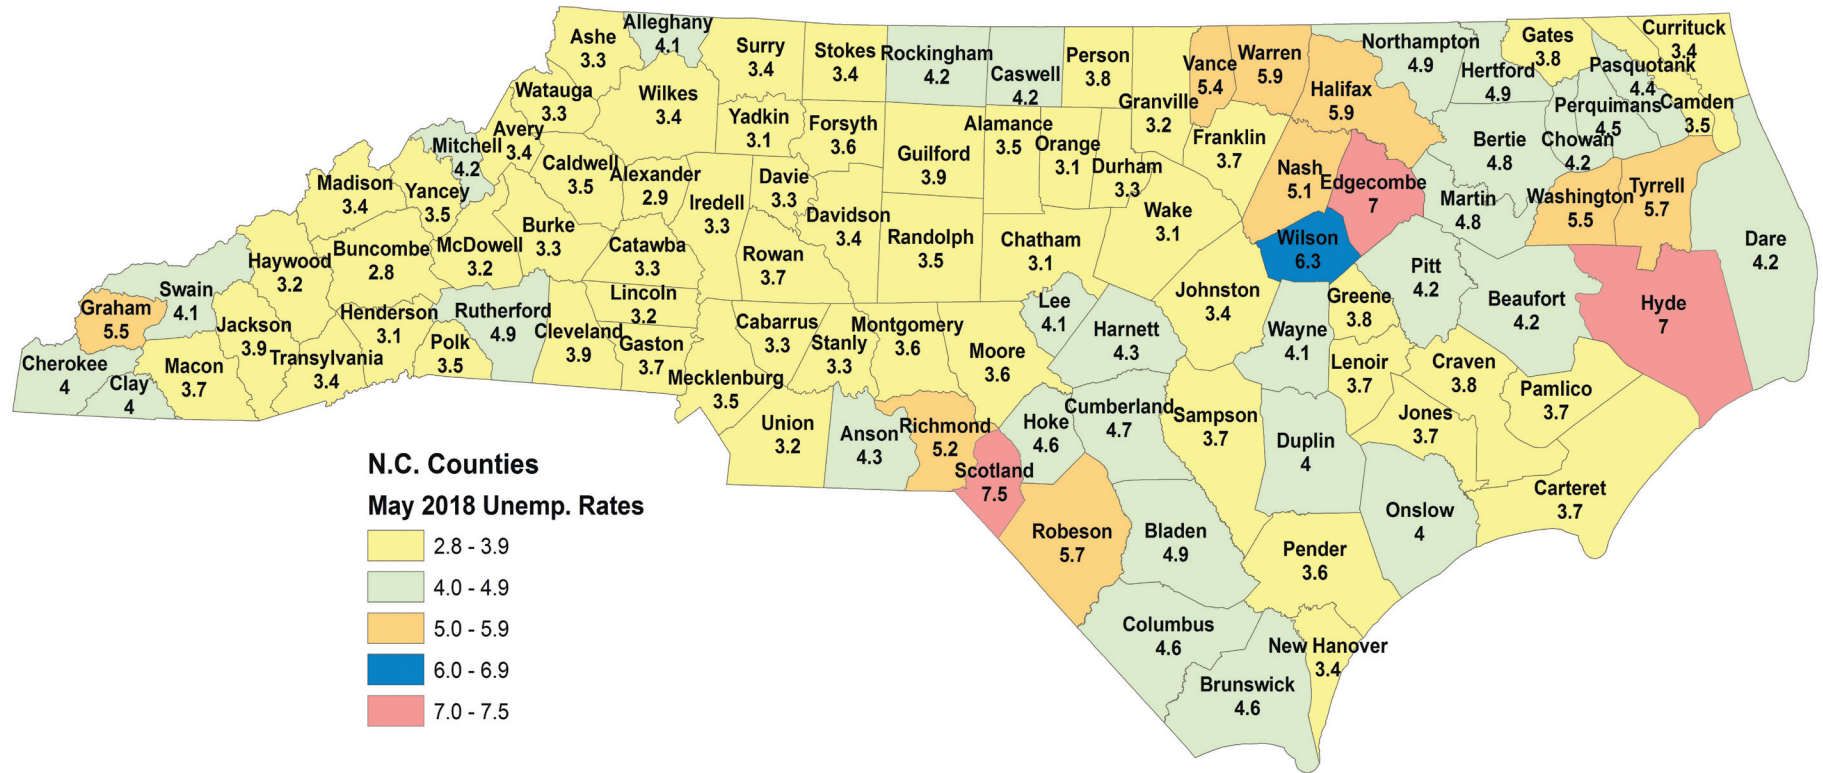 Alleghany
4.1
Ashe
3.3
Surry
3.4
Stokes
3.4
Rockingham
4.2
Caswell
4.2
Person
3.8
Granville
3.2
Vance
5.4
Warren
5.9
Halifax
5.9
Northampton
4.9
Hertford
4.9
Gates
3.8
Currituck
3.4
Pasquotank
4.4
Perquimans
4.5
Camden
3.5
Chowan
4.2
Bertie
4.8
Watauga
3.3
Wilkes
3.4
Yadkin
3.1
Forsyth
3.6
Guilford
3.9
Alamance
3.5
Orange
3.1
Durham
3.3
Franklin
3.7
Nash
5.1
Edgecombe
7
Martin
4.8
Washington
5.5
Tyrrell
5.7
Dare
4.2
Mitchell
4.2
Avery
3.4
Caldwell
3.5
Alexander
2.9
Iredell
3.3
Davie
3.3
Davidson
3.4
Randolph
3.5
Chatham
3.1
Wake
3.1
Wilson
6.3
Pitt
4.2
Beaufort
4.2
Hyde
7
Madison
3.4
Yancey
3.5
Buncombe
2.8
McDowell
3.2
Burke
3.3
Catawba
3.3
Rowan
3.7
Lee
4.1
Harnett
4.3
Johnston
3.4
Wayne
4.1
Greene
3.8
Haywood
3.2
Swain
4.1
Graham
5.5
Jackson
3.9
Henderson
3.1
Rutherford
4.9
Lincoln
3.2
Cleveland
3.9
Gaston
3.7
Polk
3.5
Transylvania
3.4
Macon
3.7
Cherokee
4
Clay
4
Mecklenburg
3.5
Cabarrus
3.3
Stanly
3.3
Montgomery
3.6
Moore
3.6
Lenoir
3.7
Craven
3.8
Pamlico
3.7
Jones
3.7
Union
3.2
Anson
4.3
Richmond
5.2
Scotland
7.5
Hoke
4.6
Cumberland
4.7
Sampson
3.7
Duplin
4
Onslow
4
Carteret
3.7
Robeson
5.7
Bladen
4.9
Pender
3.6
Columbus
4.6
New Hanover
3.4
Brunswick
4.6
N.C. Counties
May 2018 Unemp. Rates
2.8 - 3.9
4.0 - 4.9
5.0 - 5.9
6.0 - 6.9
7.0 - 7.5